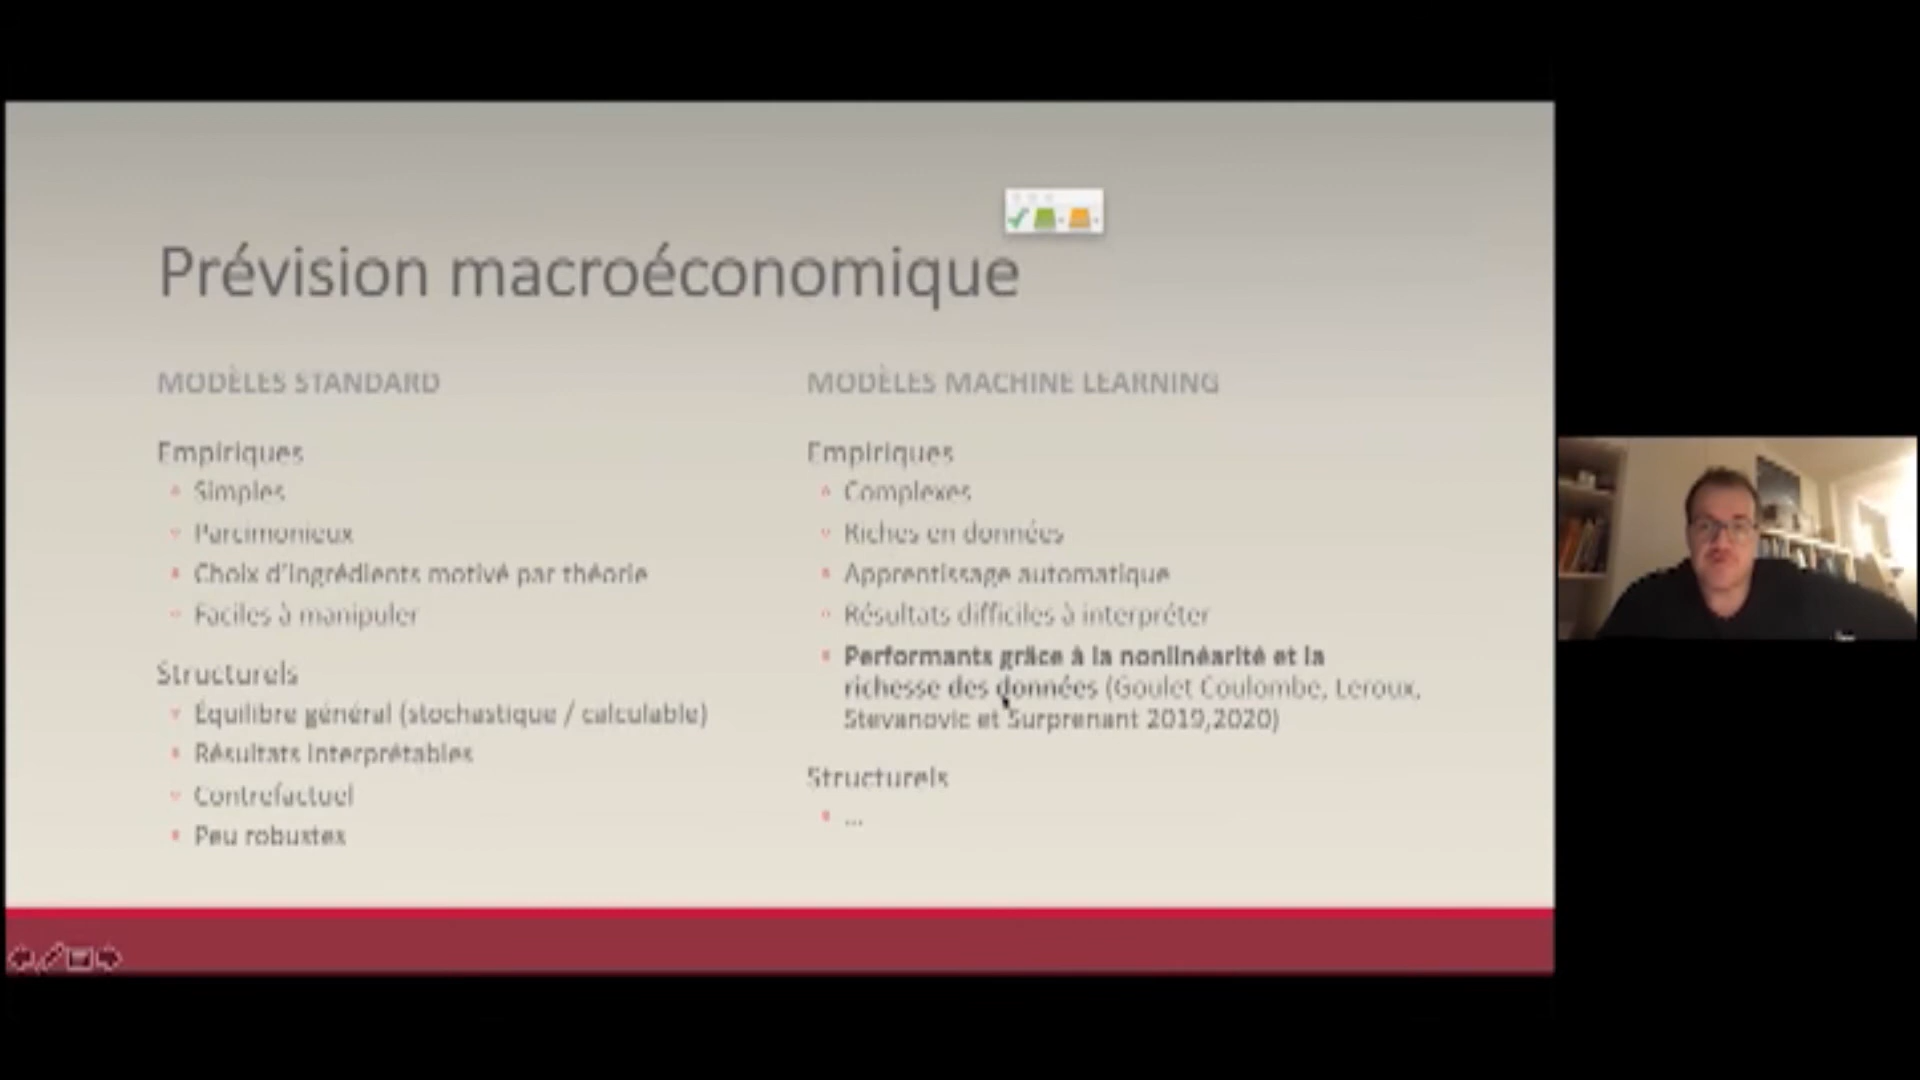 Prévision macroéconomique
MODÈLES STANDARD
Empiriques
Simples
Parcimonieux
Choix d'ingrédients motivé par théorie
Faciles à manipuler
Structurels
Équilibre général (stochastique / calculable)
Résultats interprétables
Contrefactuel
Peu robustes
MODÈLES MACHINE LEARNING
Empiriques
Complexes
Riches en données
Apprentissage automatique
Résultats difficiles à interpréter
Performants grâce à la nonlinéarité et la
richesse des données (Goulet Coulombe, Leroux,
Stevanovic et Surprenant 2019,2020)
Structurels
...